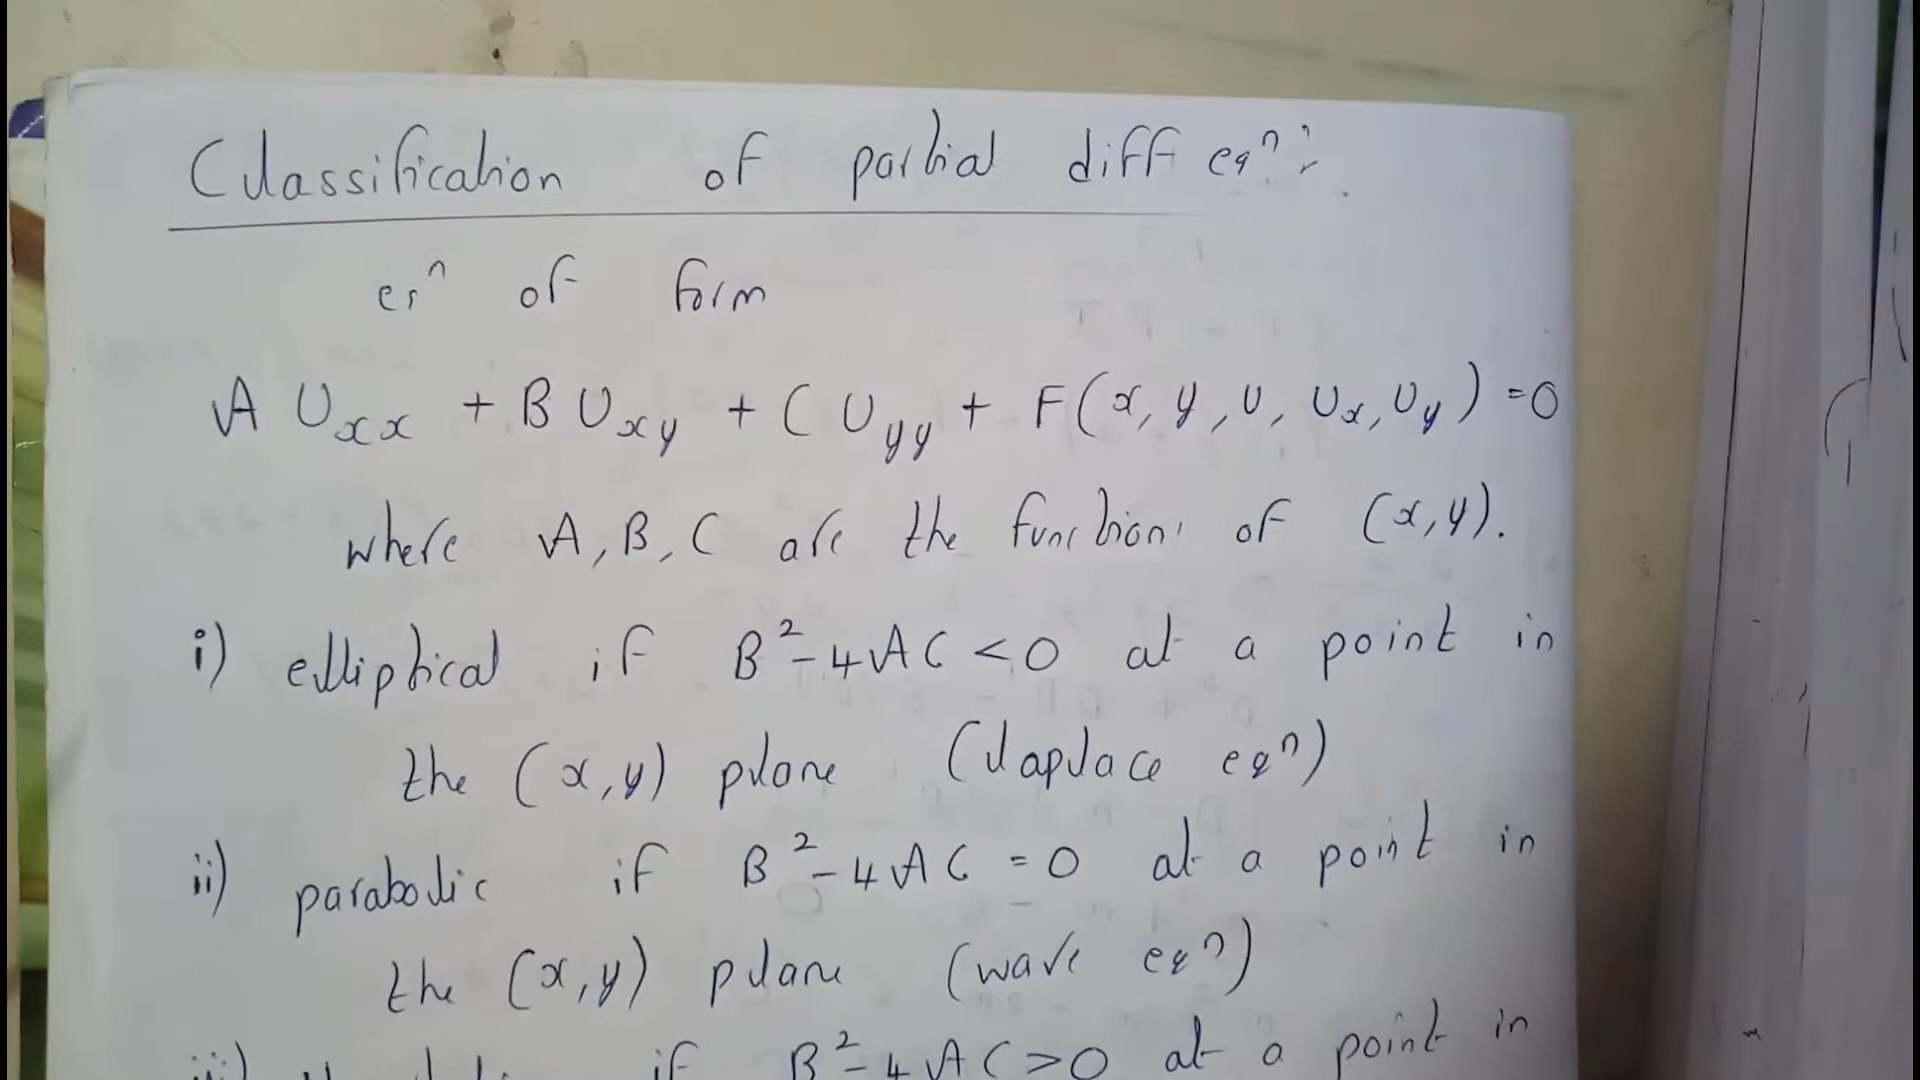 Classification of partial diff eqⁿ:-
eqⁿ of form
A Uxx + B Uxy + C Uyy + F(x, y, U, Ux, Uy) = 0
where A, B, C are the functions of (x,y).
i) elliptical if B² - 4AC < 0 at a point in
the (x,y) plane (laplace eqⁿ)
ii) parabolic if B² - 4AC = 0 at a point in
the (x,y) plane (wave eqⁿ)
iii) if B² - 4AC > 0 at a point in